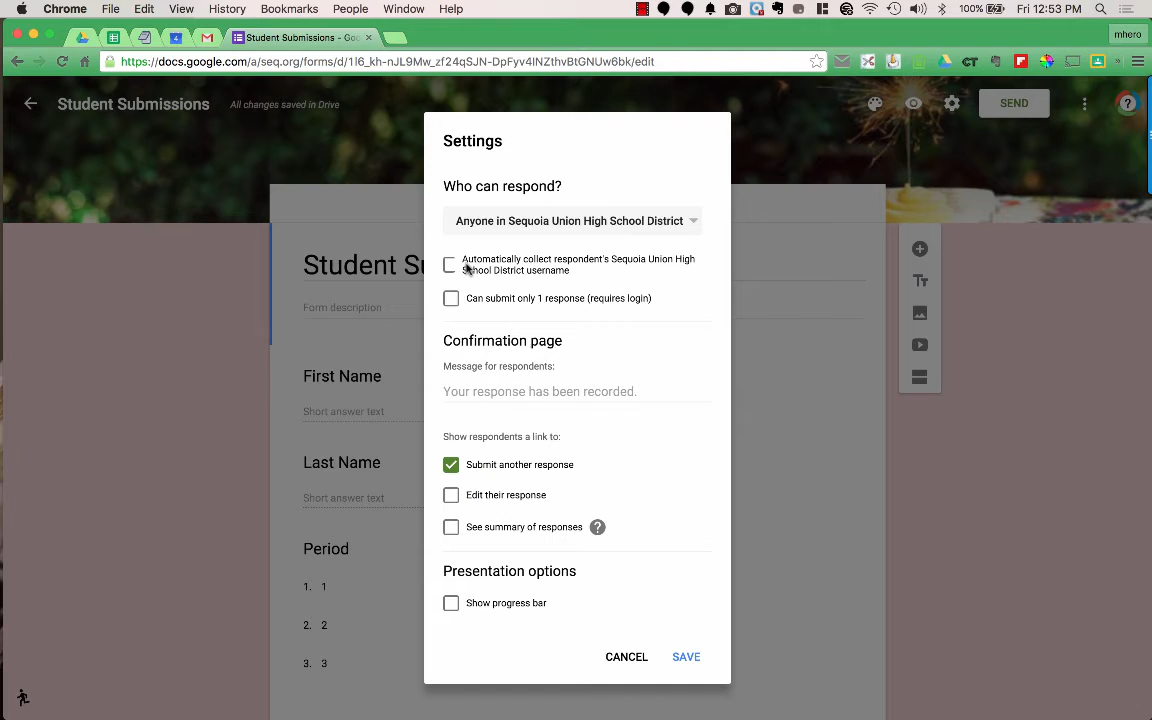 Chrome File Edit View History Bookmarks People Window Help 100% Fri 12:53 PM
Student Submissions - Goo
mhero
https://docs.google.com/a/seq.org/forms/d/1I6_kh-nJL9Mw_zf24qSJN-DpFyv4lNZthvBtGNUw6bk/edit
Student Submissions All changes saved in Drive SEND
Settings
Who can respond?
Anyone in Sequoia Union High School District
Automatically collect respondent's Sequoia Union High
School District username
Can submit only 1 response (requires login)
Student S
Form description
Confirmation page
Message for respondents:
Your response has been recorded.
First Name
Short answer text
Show respondents a link to:
Submit another response
Last Name
Short answer text
Edit their response
See summary of responses ?
Period
Presentation options
1. 1
Show progress bar
2. 2
3. 3
CANCEL SAVE